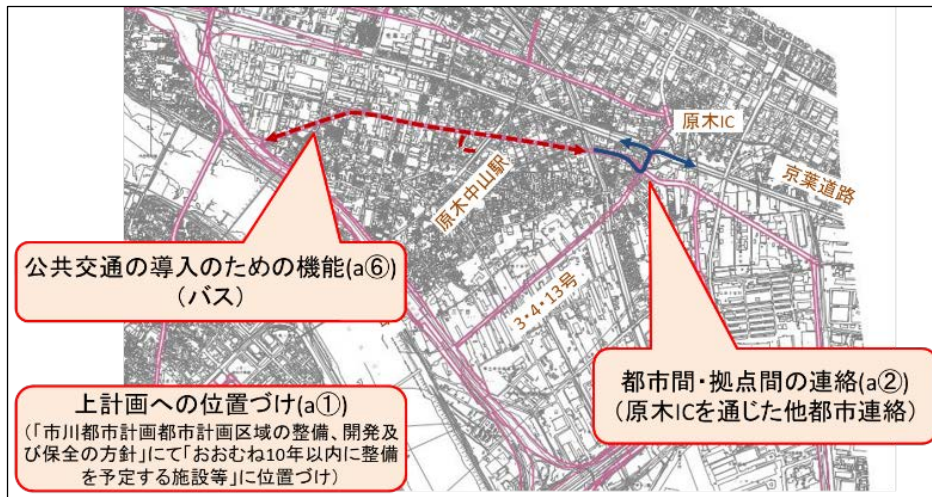 原木IC
京葉道路
原木中山駅
公共交通の導入のための機能(a⑥)
(バス)
3・4・13号
都市間・拠点間の連絡(a②)
(原木ICを通じた他都市連絡)
上計画への位置づけ(a①)
(「市川都市計画都市計画区域の整備、開発及
び保全の方針」にて「おおむね10年以内に整備
を予定する施設等」に位置づけ)